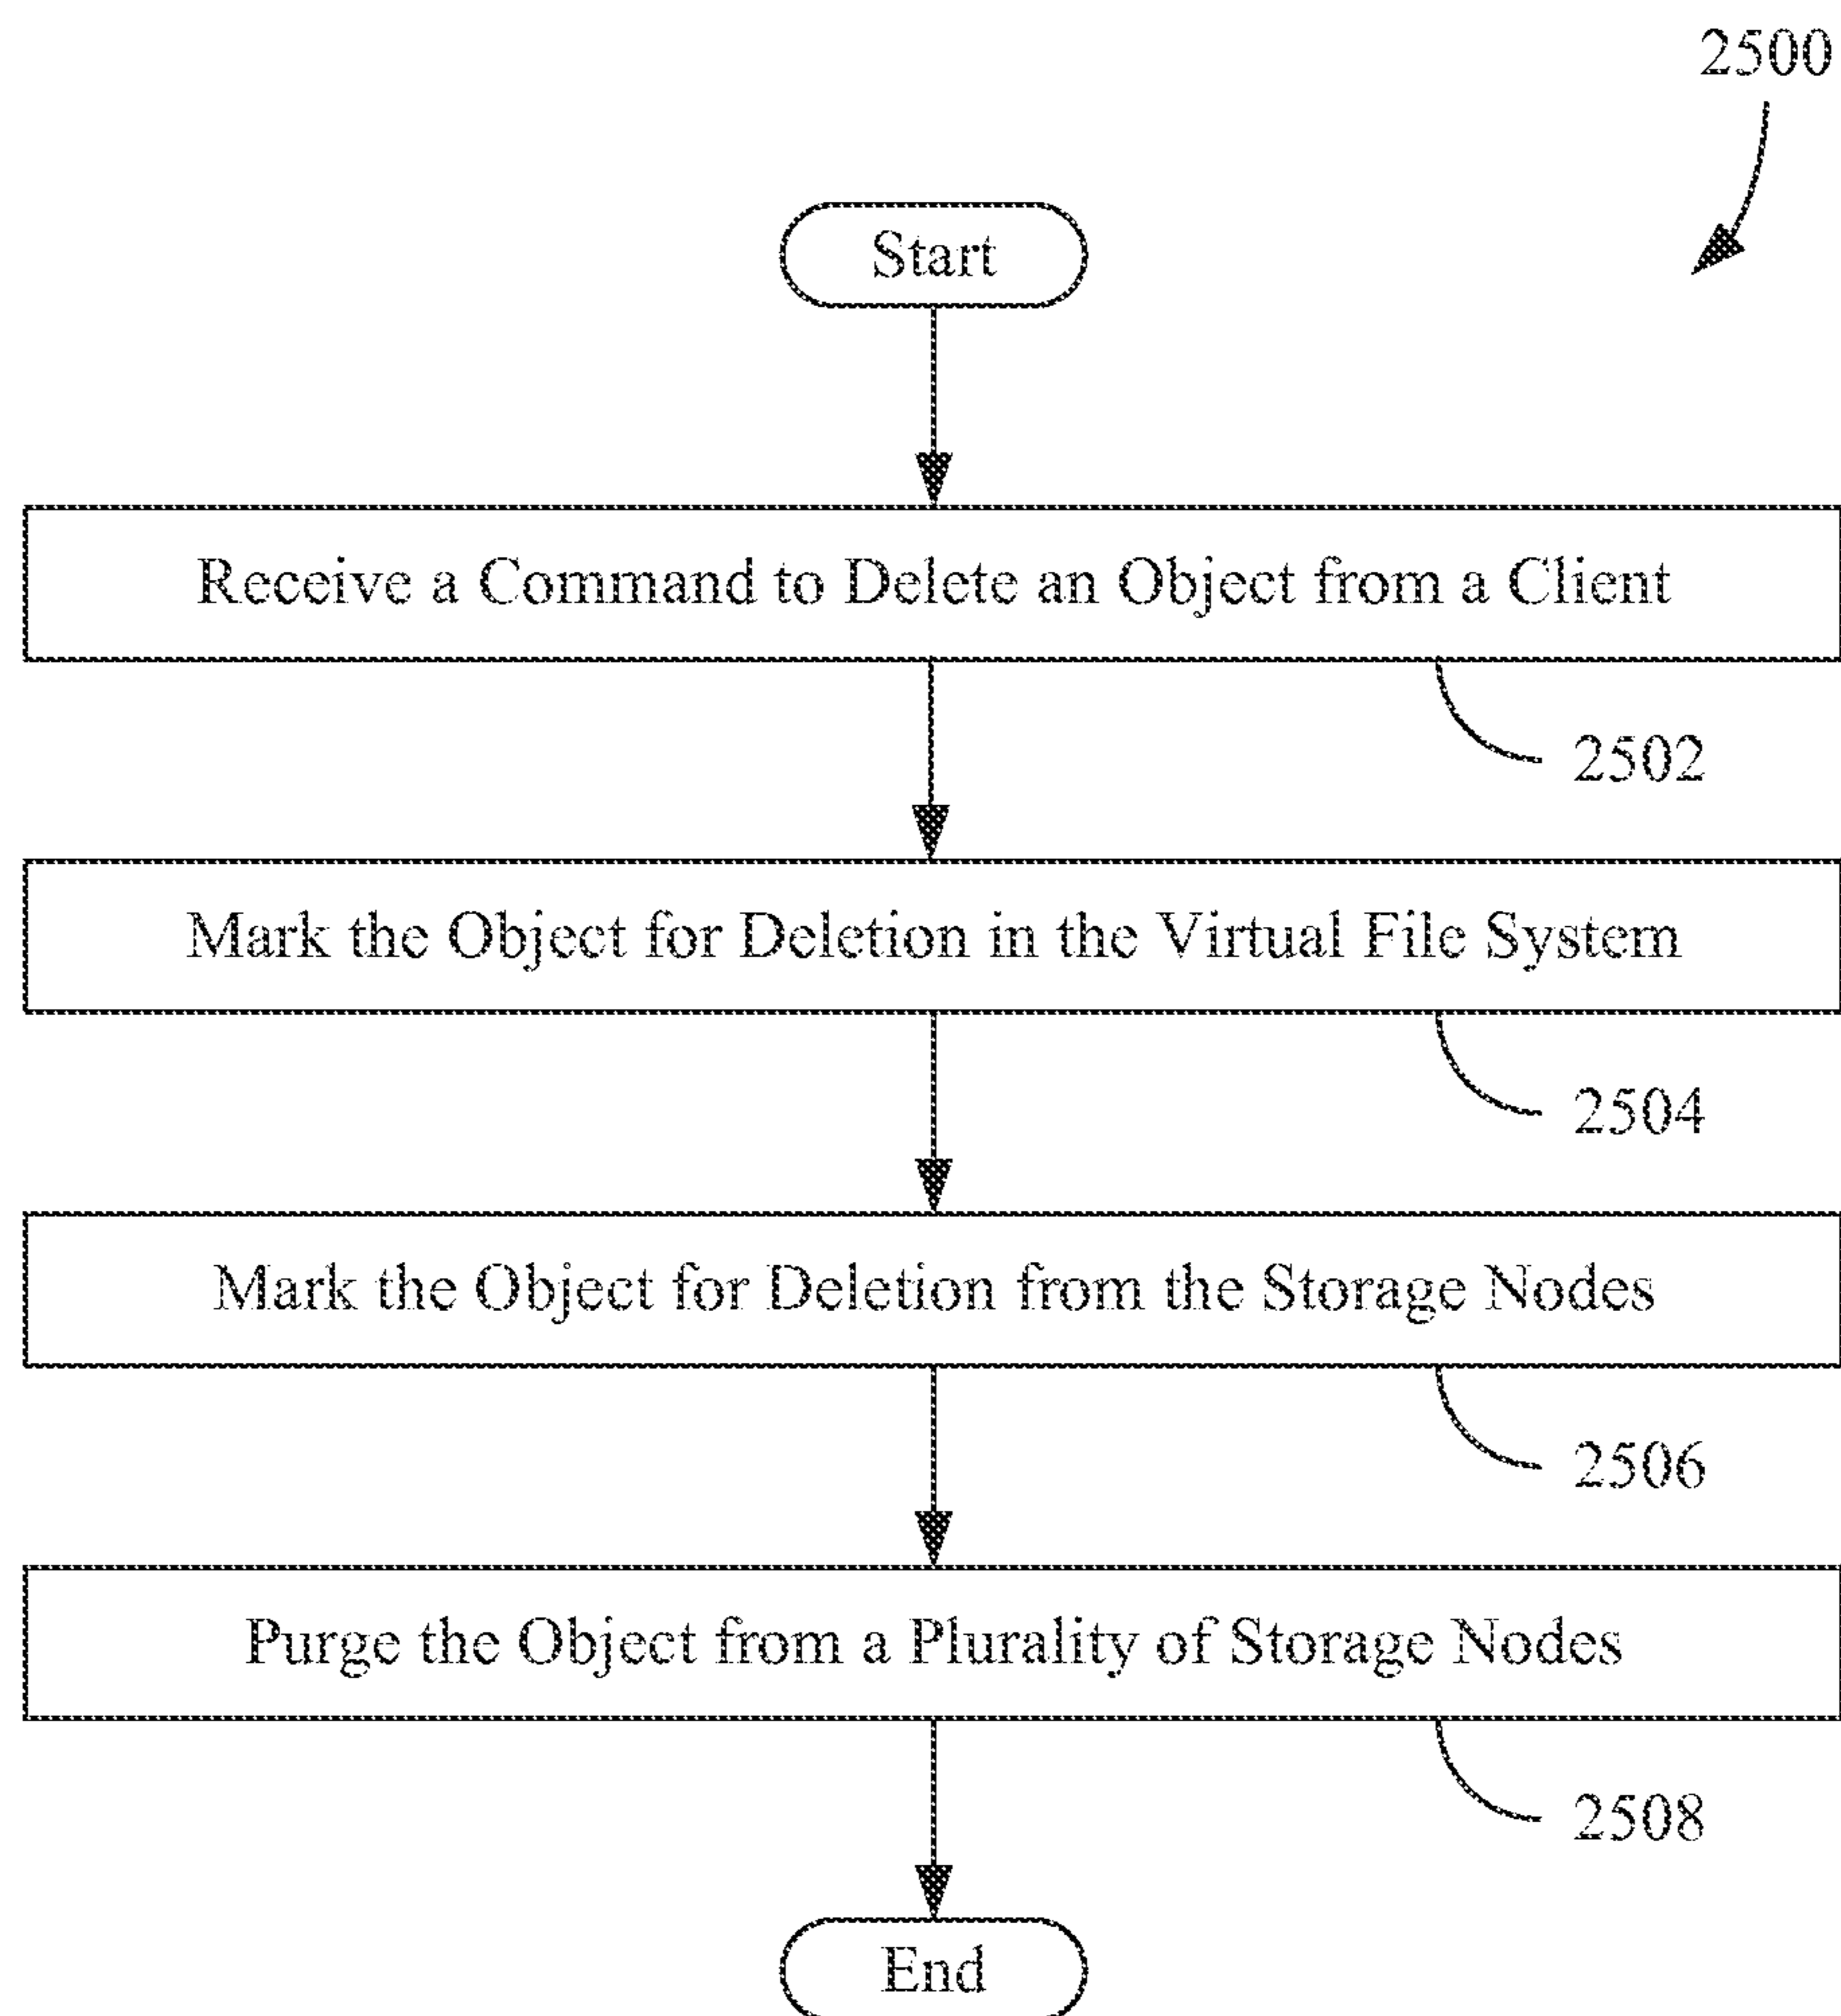 2500
Start
Receive a Command to Delete an Object from a Client
2502
Mark the Object for Deletion in the Virtual File System
2504
Mark the Object for Deletion from the Storage Nodes
2506
Purge the Object from a Plurality of Storage Nodes
2508
End